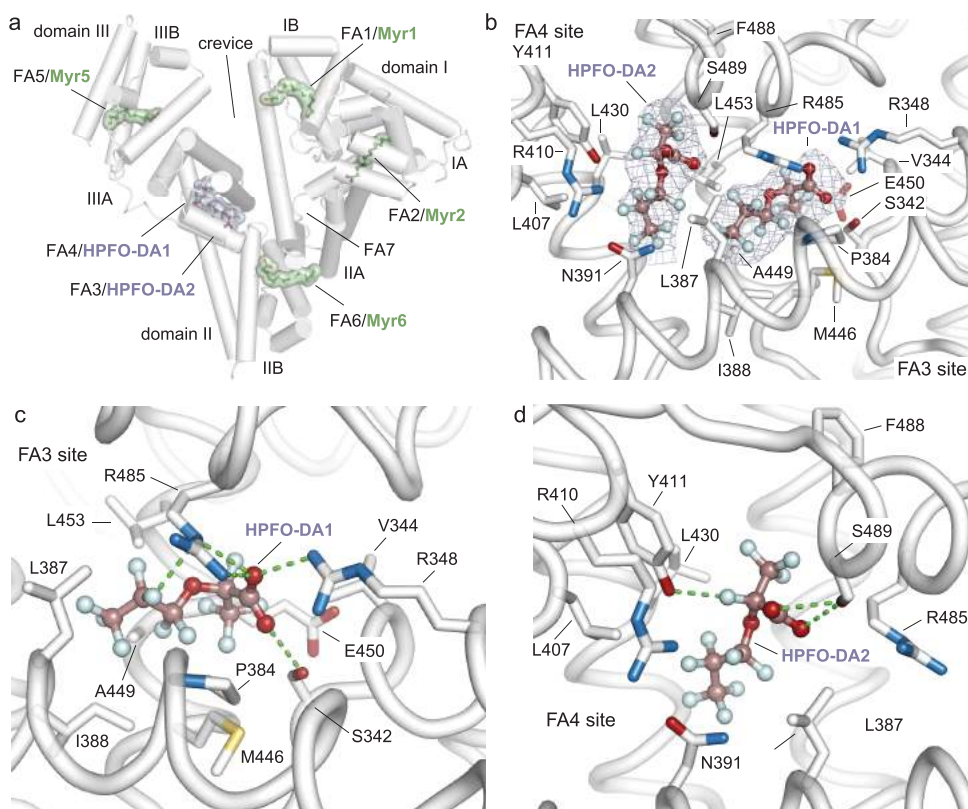 a
domain III
IIIB
crevice
IB
FA1/Myr1
domain I
FA5/Myr5
IIIA
IA
FA2/Myr2
FA4/HPFO-DA1
FA7
FA3/HPFO-DA2
IIA
domain II
FA6/Myr6
IIB
b
FA4 site
Y411
HPFO-DA2
F488
S489
L430
L453
R485
HPFO-DA1
R348
R410
V344
E450
L407
S342
N391
L387
A449
P384
M446
I388
FA3 site
c
FA3 site
R485
HPFO-DA1
L453
V344
R348
L387
E450
P384
A449
I388
M446
S342
d
F488
R410
Y411
L430
S489
R485
L407
HPFO-DA2
FA4 site
L387
N391